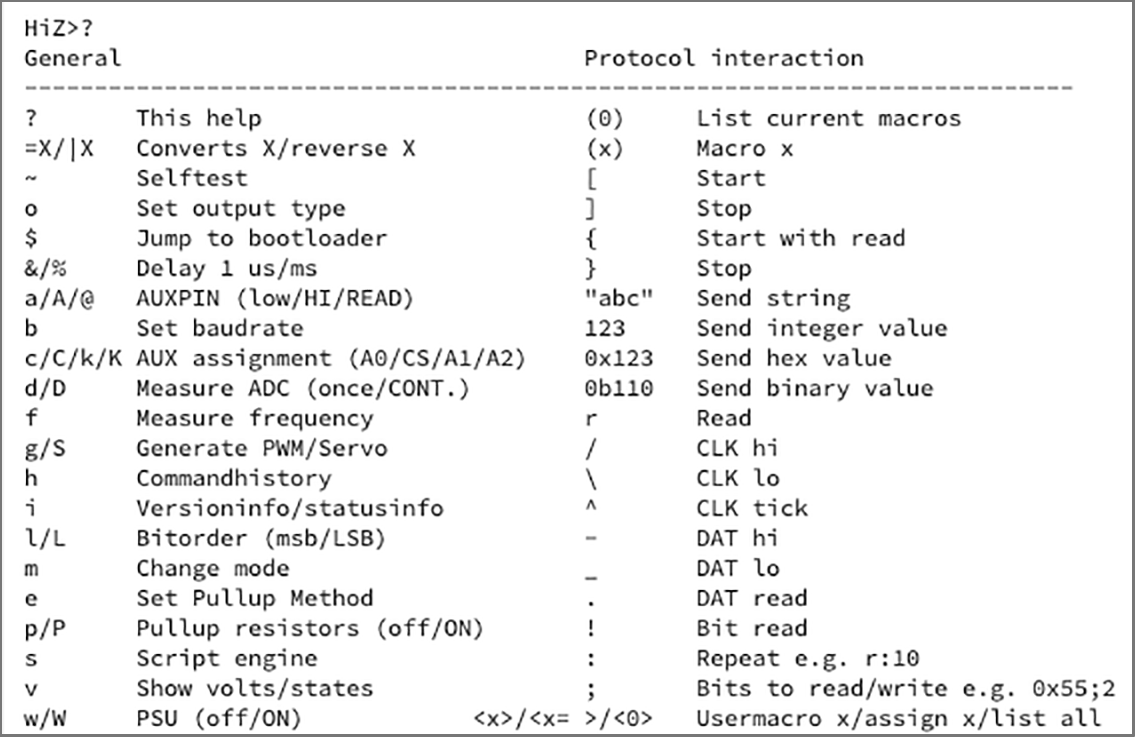 HiZ>?
General                                 Protocol interaction
---------------------------------------------------------------------------
?       This help                       (0)     List current macros
=X/|X   Converts X/reverse X            (x)     Macro x
~       Selftest                        [       Start
o       Set output type                 ]       Stop
$       Jump to bootloader              {       Start with read
&/%     Delay 1 us/ms                   }       Stop
a/A/@   AUXPIN (low/HI/READ)            "abc"   Send string
b       Set baudrate                    123     Send integer value
c/C/k/K AUX assignment (A0/CS/A1/A2)    0x123   Send hex value
d/D     Measure ADC (once/CONT.)        0b110   Send binary value
f       Measure frequency               r       Read
g/S     Generate PWM/Servo              /       CLK hi
h       Commandhistory                  \       CLK lo
i       Versioninfo/statusinfo          ^       CLK tick
l/L     Bitorder (msb/LSB)              -       DAT hi
m       Change mode                     _       DAT lo
e       Set Pullup Method               .       DAT read
p/P     Pullup resistors (off/ON)       !       Bit read
s       Script engine                   :       Repeat e.g. r:10
v       Show volts/states               ;       Bits to read/write e.g. 0x55;2
w/W     PSU (off/ON)            <x>/<x= >/<0>   Usermacro x/assign x/list all